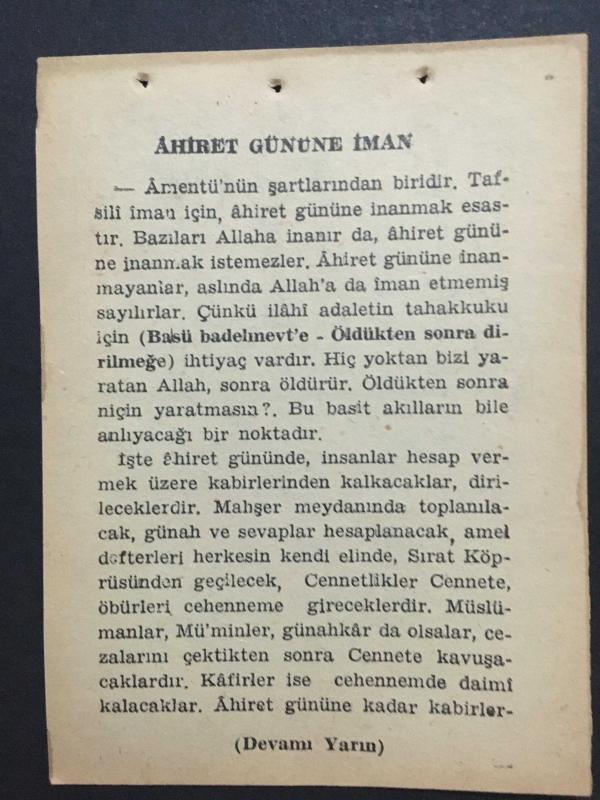 ÂHİRET GÜNÜNE İMAN
— Âmentü'nün şartlarından biridir. Taf-
silî îman için, âhiret gününe inanmak esas-
tır. Bazıları Allaha inanır da, âhiret günü-
ne inanmak istemezler. Âhiret gününe inan-
mayanlar, aslında Allah'a da îman etmemiş
sayılırlar. Çünkü ilâhî adaletin tahakkuku
için (Basü badelmevt'e - Öldükten sonra di-
rilmeğe) ihtiyaç vardır. Hiç yoktan bizi ya-
ratan Allah, sonra öldürür. Öldükten sonra
niçin yaratmasın?. Bu basit akılların bile
anlıyacağı bir noktadır.
İşte âhiret gününde, insanlar hesap ver-
mek üzere kabirlerinden kalkacaklar, diri-
leceklerdir. Mahşer meydanında toplanıla-
cak, günah ve sevaplar hesaplanacak, amel
defterleri herkesin kendi elinde, Sırat Köp-
rüsünden geçilecek, Cennetlikler Cennete,
öbürleri cehenneme gireceklerdir. Müslü-
manlar, Mü'minler, günahkâr da olsalar, ce-
zalarını çektikten sonra Cennete kavuşa-
caklardır. Kâfirler ise cehennemde daimî
kalacaklar. Âhiret gününe kadar kabirler-
(Devamı Yarın)